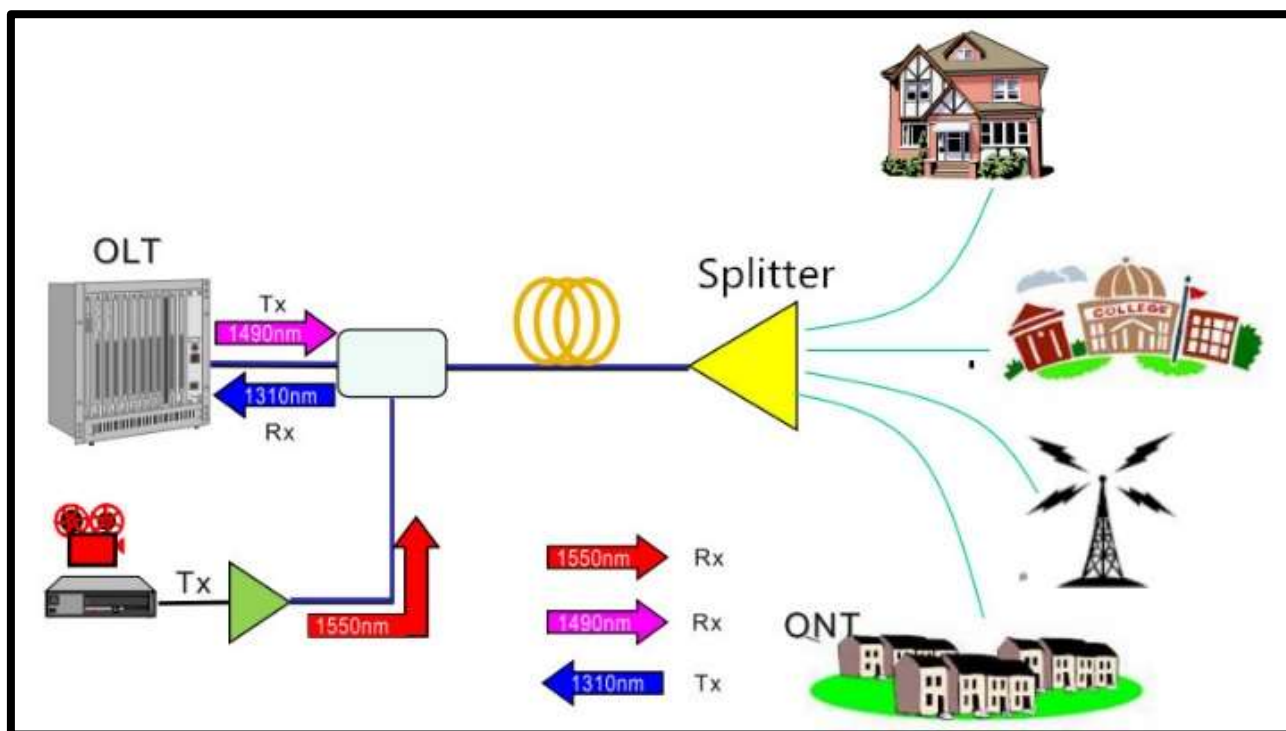 OLT
Tx
1490nm
1310nm
Rx
Splitter
COLLEGE
Tx
1550nm
1550nm Rx
1490nm Rx
1310nm Tx
ONT